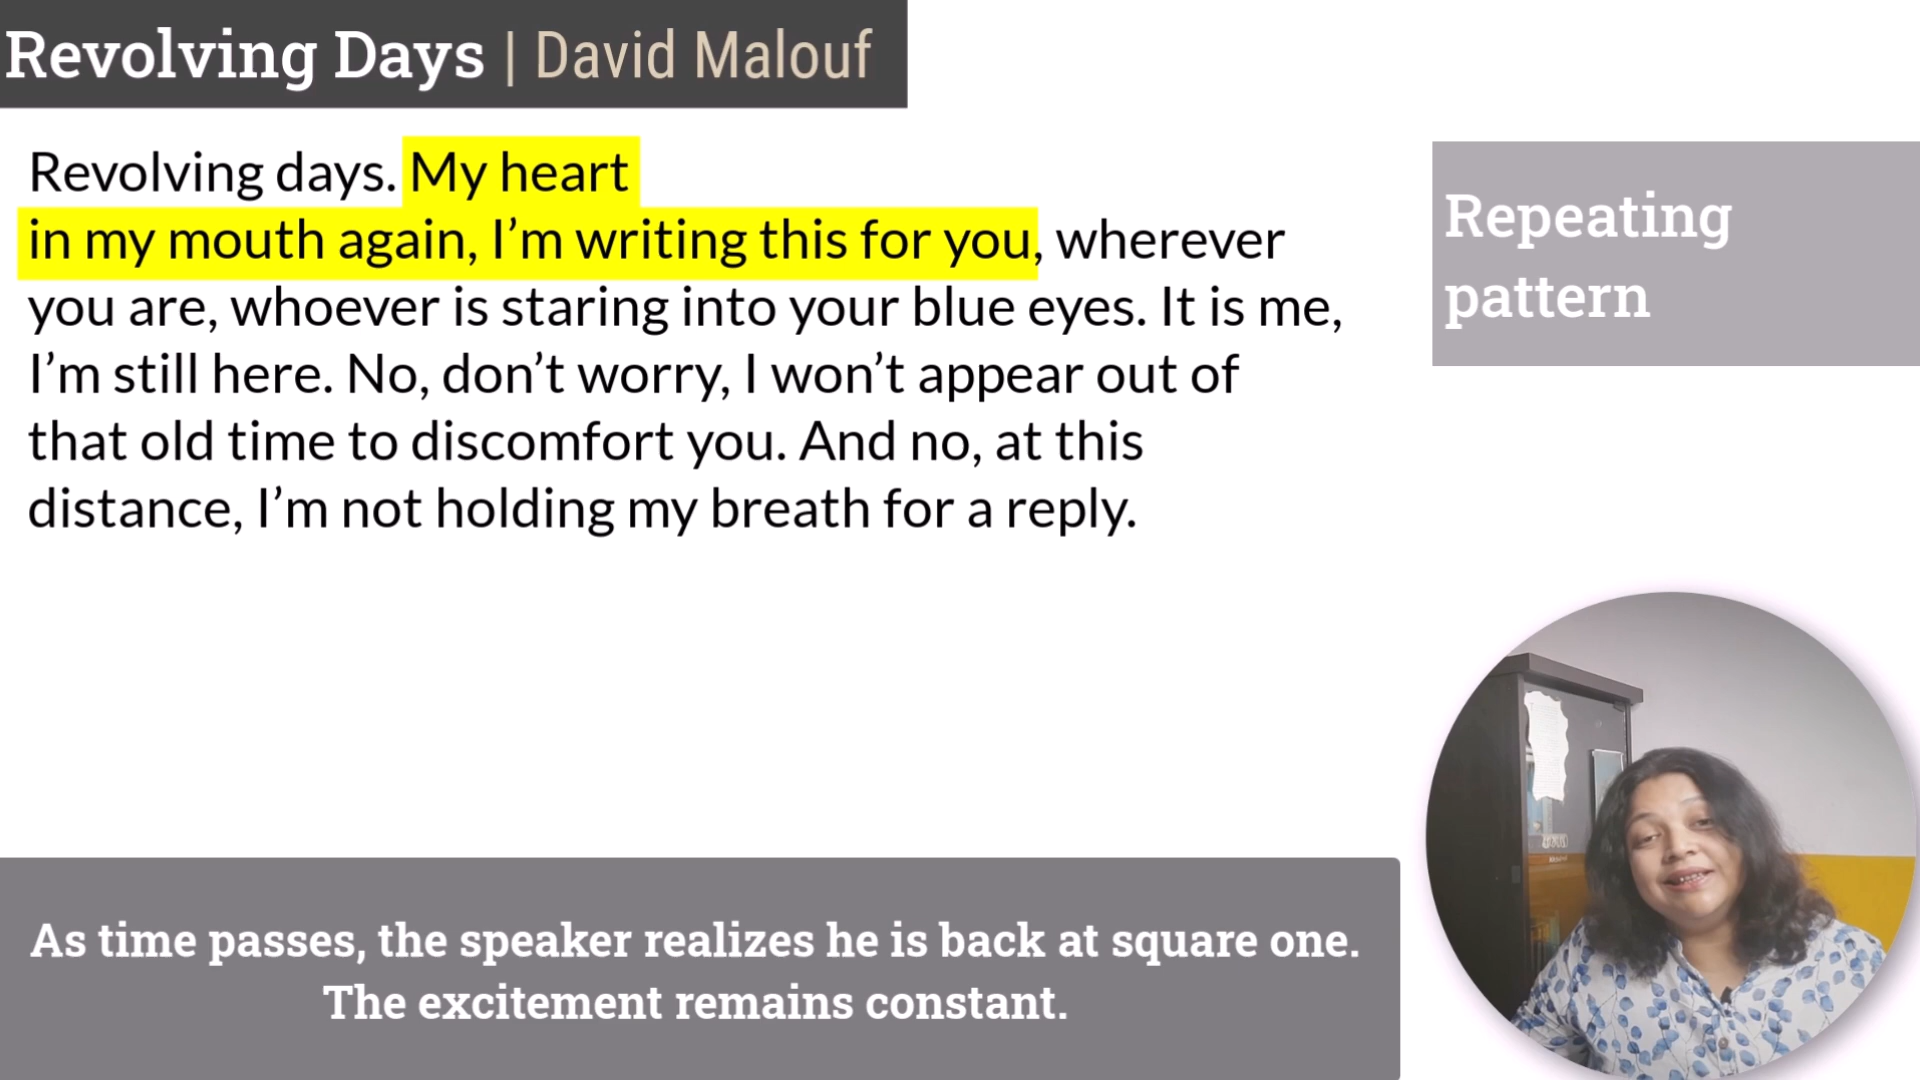 Revolving Days | David Malouf
Revolving days. My heart
in my mouth again, I’m writing this for you, wherever
you are, whoever is staring into your blue eyes. It is me,
I’m still here. No, don’t worry, I won’t appear out of
that old time to discomfort you. And no, at this
distance, I’m not holding my breath for a reply.
Repeating
pattern
As time passes, the speaker realizes he is back at square one.
The excitement remains constant.